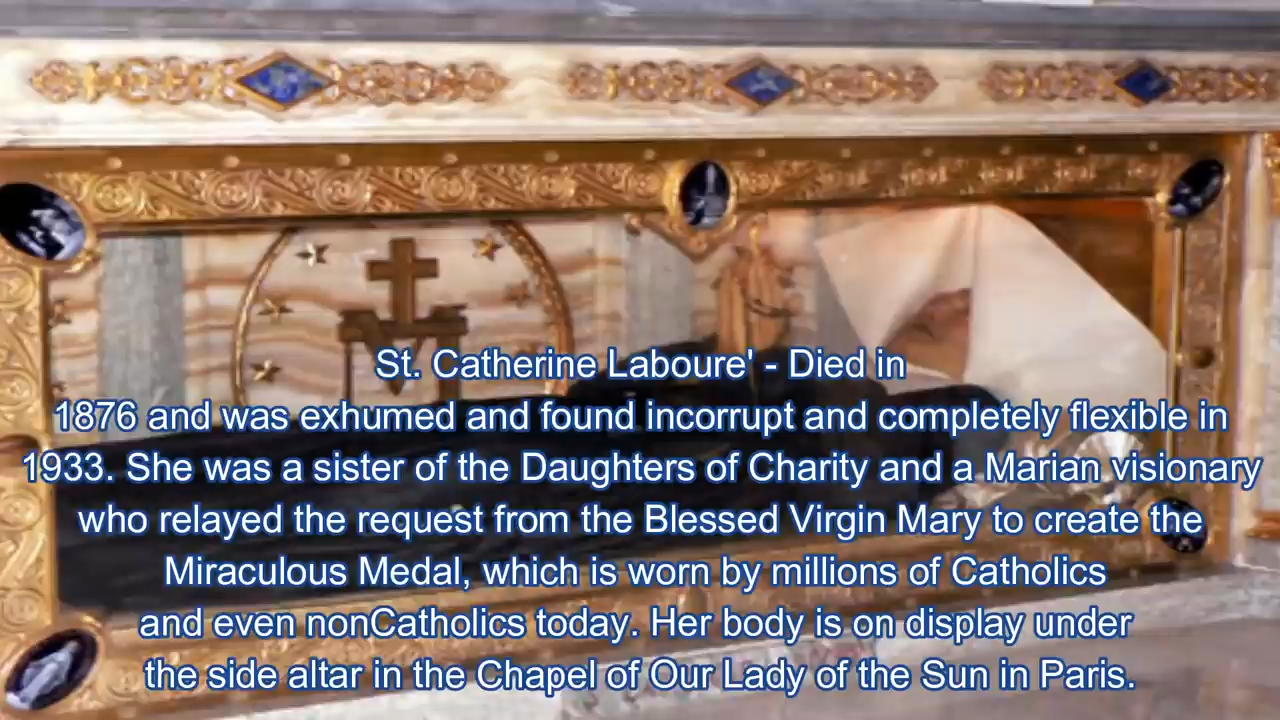 St. Catherine Laboure' - Died in
1876 and was exhumed and found incorrupt and completely flexible in
1933. She was a sister of the Daughters of Charity and a Marian visionary
who relayed the request from the Blessed Virgin Mary to create the
Miraculous Medal, which is worn by millions of Catholics
and even nonCatholics today. Her body is on display under
the side altar in the Chapel of Our Lady of the Sun in Paris.